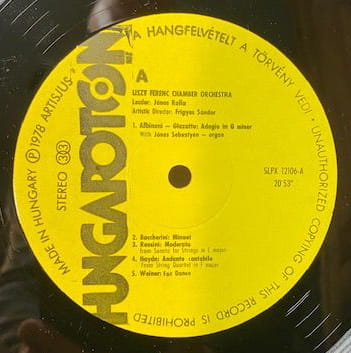 MADE IN HUNGARY Ⓟ 1978 ARTISJUS A HANGFELVÉTELT A TÖRVÉNY VÉDI · UNAUTHORIZED COPYING OF THIS RECORD IS PROHIBITED
HUNGAROTON
STEREO 33
A
LISZT FERENC CHAMBER ORCHESTRA
Leader: János Rolla
Artistic Director: Frigyes Sándor
1. Albinoni - Giazotto: Adagio in G minor
With János Sebestyén - organ
SLPX 12106-A
20'53"
2. Boccherini: Minuet
3. Rossini: Moderato
from Sonata for Strings in C major
4. Haydn: Andante cantabile
From String Quartet in F major
5. Weiner: Fox Dance